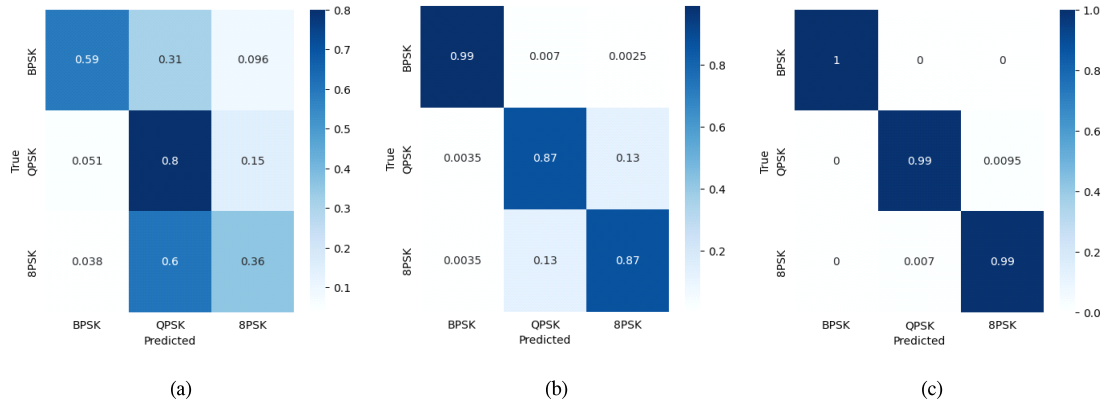 0.8
0.7
0.6
0.5
0.4
0.3
0.2
0.1
BPSK
QPSK
8PSK
True
0.59 0.31 0.096
0.051 0.8 0.15
0.038 0.6 0.36
BPSK QPSK 8PSK
Predicted
(a)
0.8
0.6
0.4
0.2
BPSK
QPSK
8PSK
True
0.99 0.007 0.0025
0.0035 0.87 0.13
0.0035 0.13 0.87
BPSK QPSK 8PSK
Predicted
(b)
1.0
0.8
0.6
0.4
0.2
0.0
BPSK
QPSK
8PSK
True
1 0 0
0 0.99 0.0095
0 0.007 0.99
BPSK QPSK 8PSK
Predicted
(c)